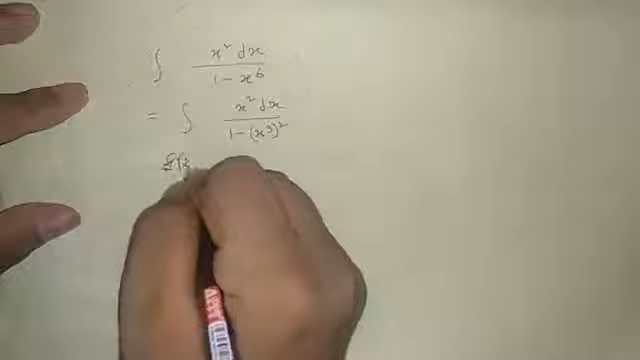 ∫ x² dx / 1 - x⁶
= ∫ x² dx / 1 - (x³)²